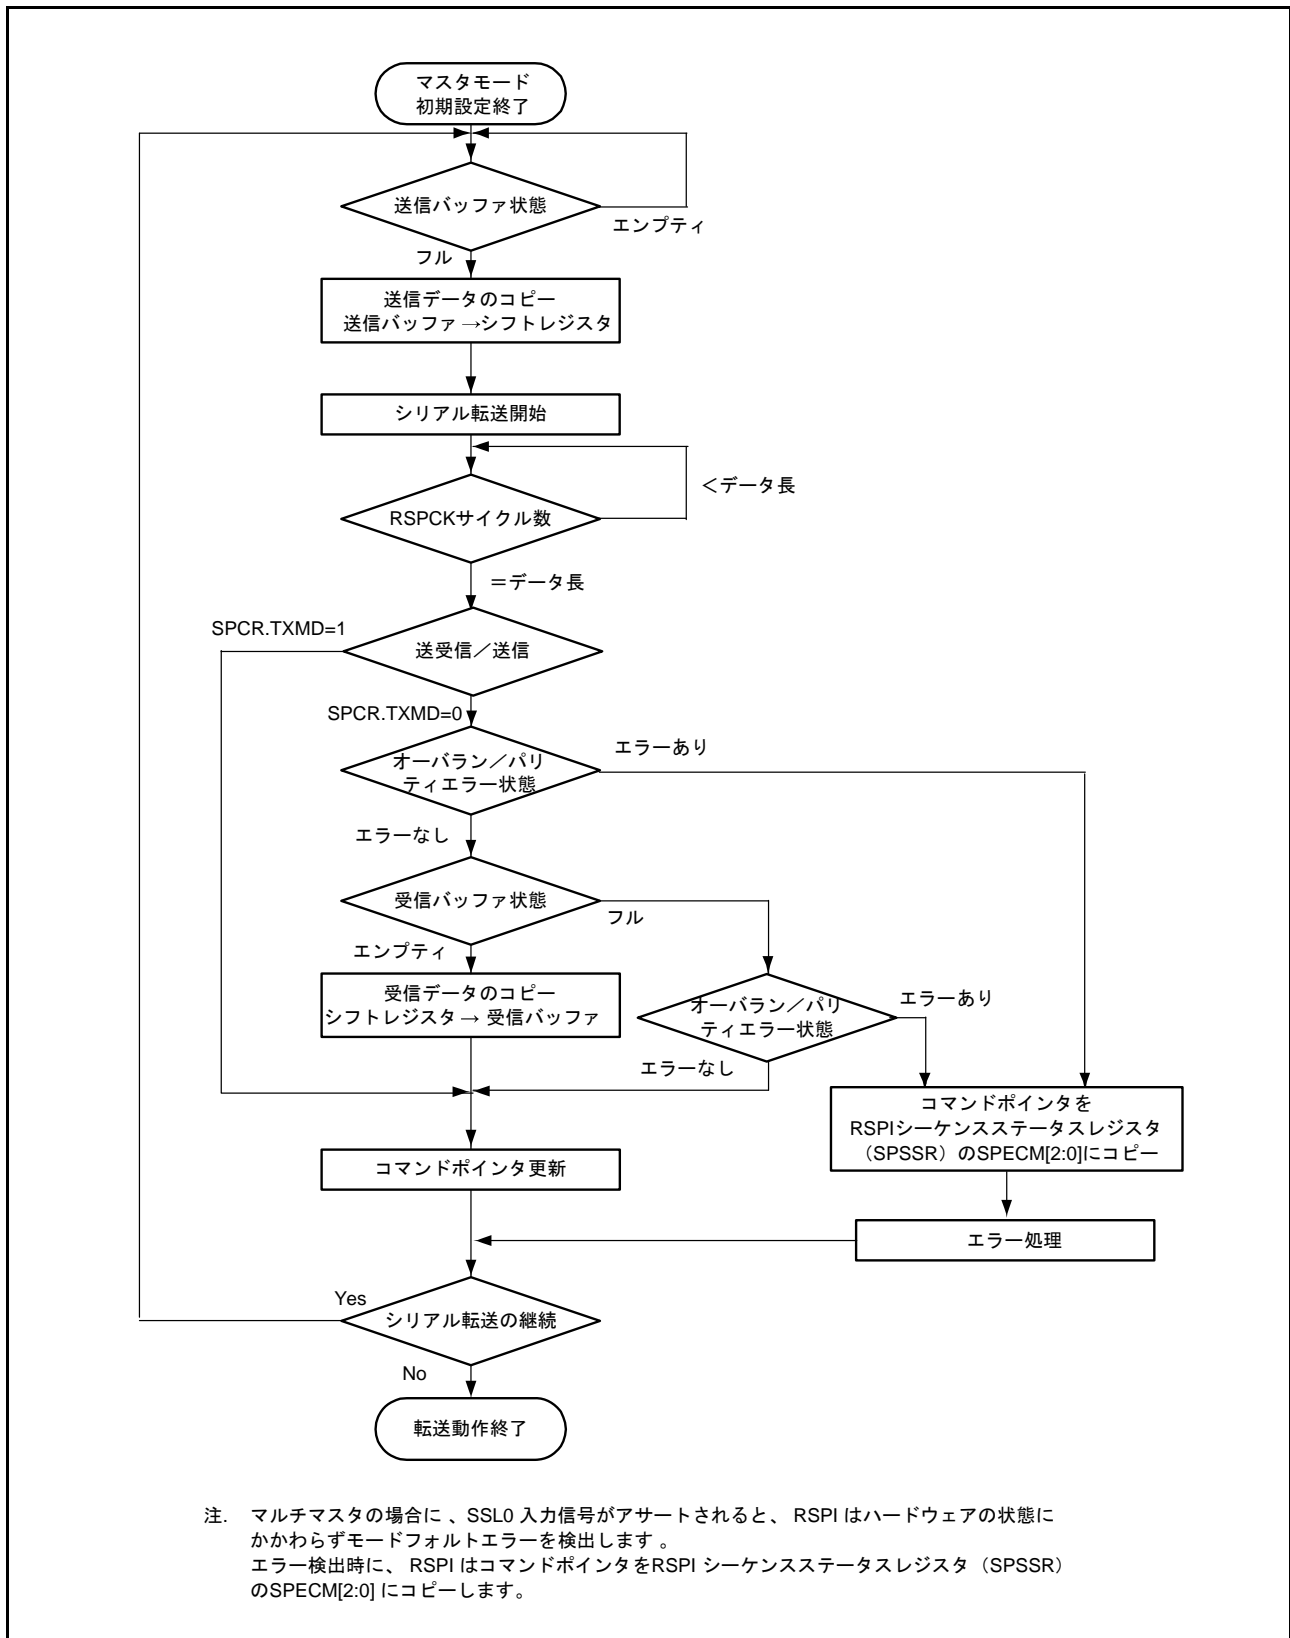 マスタモード
初期設定終了
送信バッファ状態
エンプティ
フル
送信データのコピー
送信バッファ→シフトレジスタ
シリアル転送開始
<データ長
RSPCKサイクル数
=データ長
SPCR.TXMD=1
送受信/送信
SPCR.TXMD=0
エラーあり
オーバラン/パリ
ティエラー状態
エラーなし
受信バッファ状態
フル
エンプティ
受信データのコピー
シフトレジスタ→ 受信バッファ
エラーあり
オーバラン/パリ
ティエラー状態
エラーなし
コマンドポインタを
RSPIシーケンスステータスレジスタ
(SPSSR)のSPECM[2:0]にコピー
コマンドポインタ更新
エラー処理
Yes
シリアル転送の継続
No
転送動作終了
注. マルチマスタの場合に 、SSL0 入力信号がアサートされると、 RSPI はハードウェアの状態に
かかわらずモードフォルトエラーを検出します 。
エラー検出時に、 RSPI はコマンドポインタをRSPI シーケンスステータスレジスタ (SPSSR)
のSPECM[2:0] にコピーします。